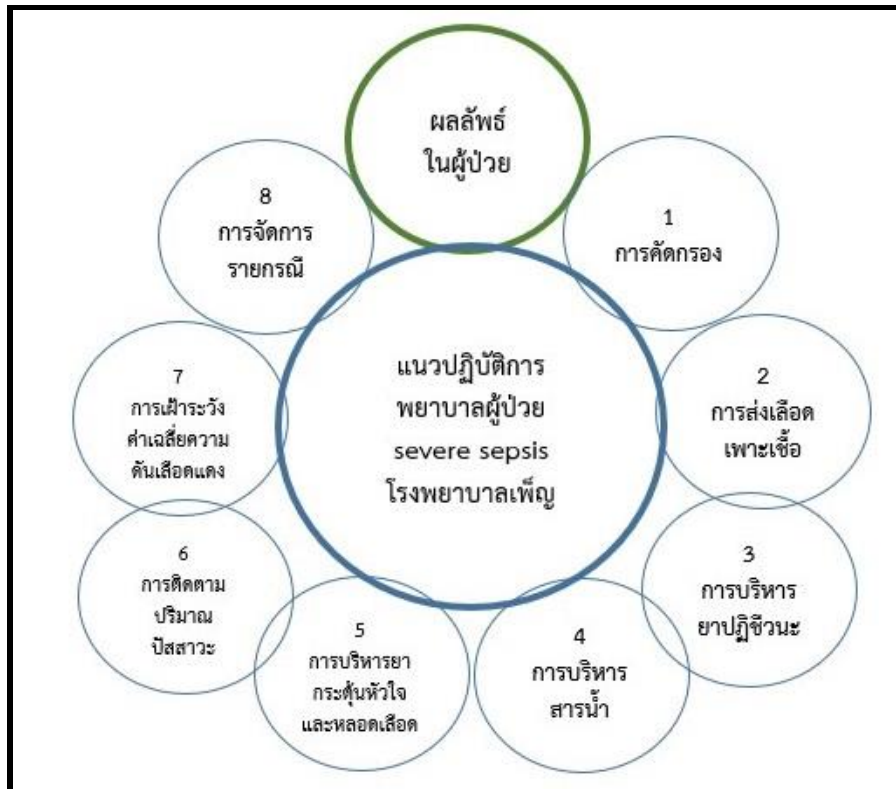 ผลลัพธ์
ในผู้ป่วย
1
การคัดกรอง
2
การส่งเลือด
เพาะเชื้อ
3
การบริหาร
ยาปฏิชีวนะ
4
การบริหาร
สารน้ำ
5
การบริหารยา
กระตุ้นหัวใจ
และหลอดเลือด
6
การติดตาม
ปริมาณ
ปัสสาวะ
7
การเฝ้าระวัง
ค่าเฉลี่ยความ
ดันเลือดแดง
8
การจัดการ
รายกรณี
แนวปฏิบัติการ
พยาบาลผู้ป่วย
severe sepsis
โรงพยาบาลเพ็ญ